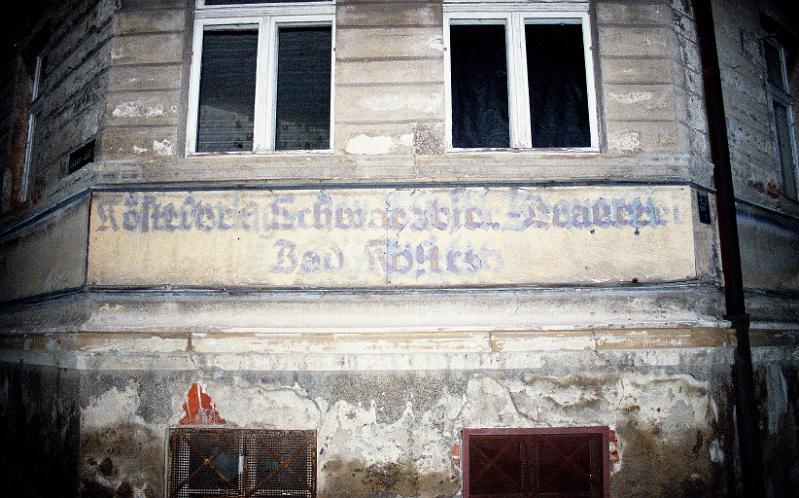 Köstritzer Schwarzbier-Brauerei
Bad Köstritz